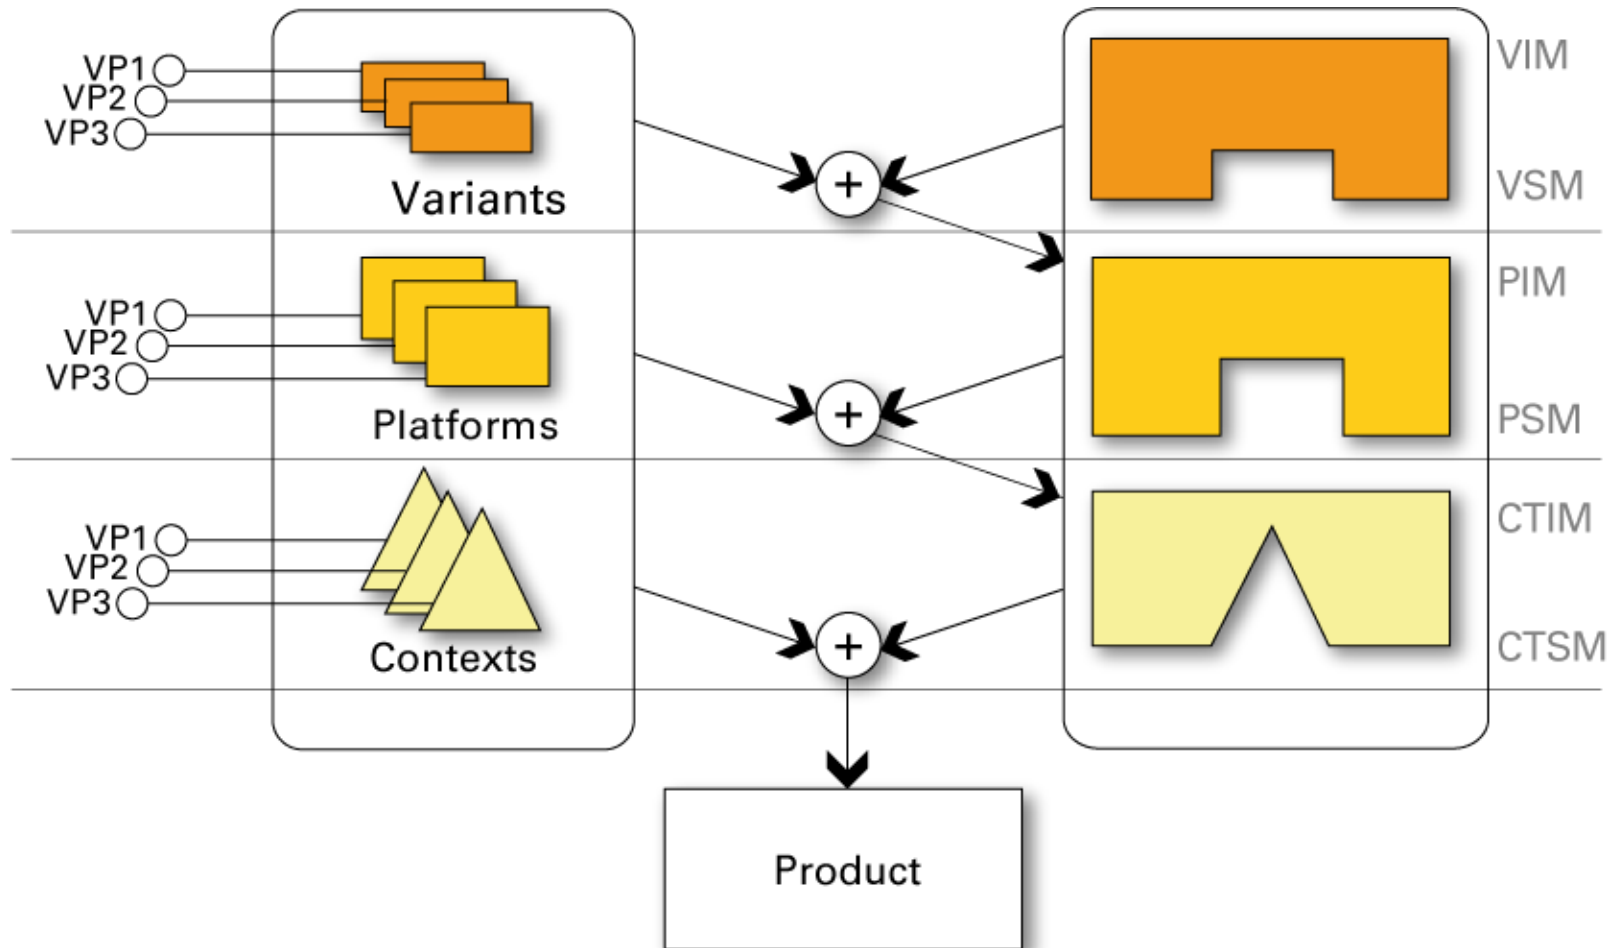 VP1
VP2
VP3
Variants
+
VIM
VSM
VP1
VP2
VP3
Platforms
+
PIM
PSM
VP1
VP2
VP3
Contexts
+
CTIM
CTSM
Product